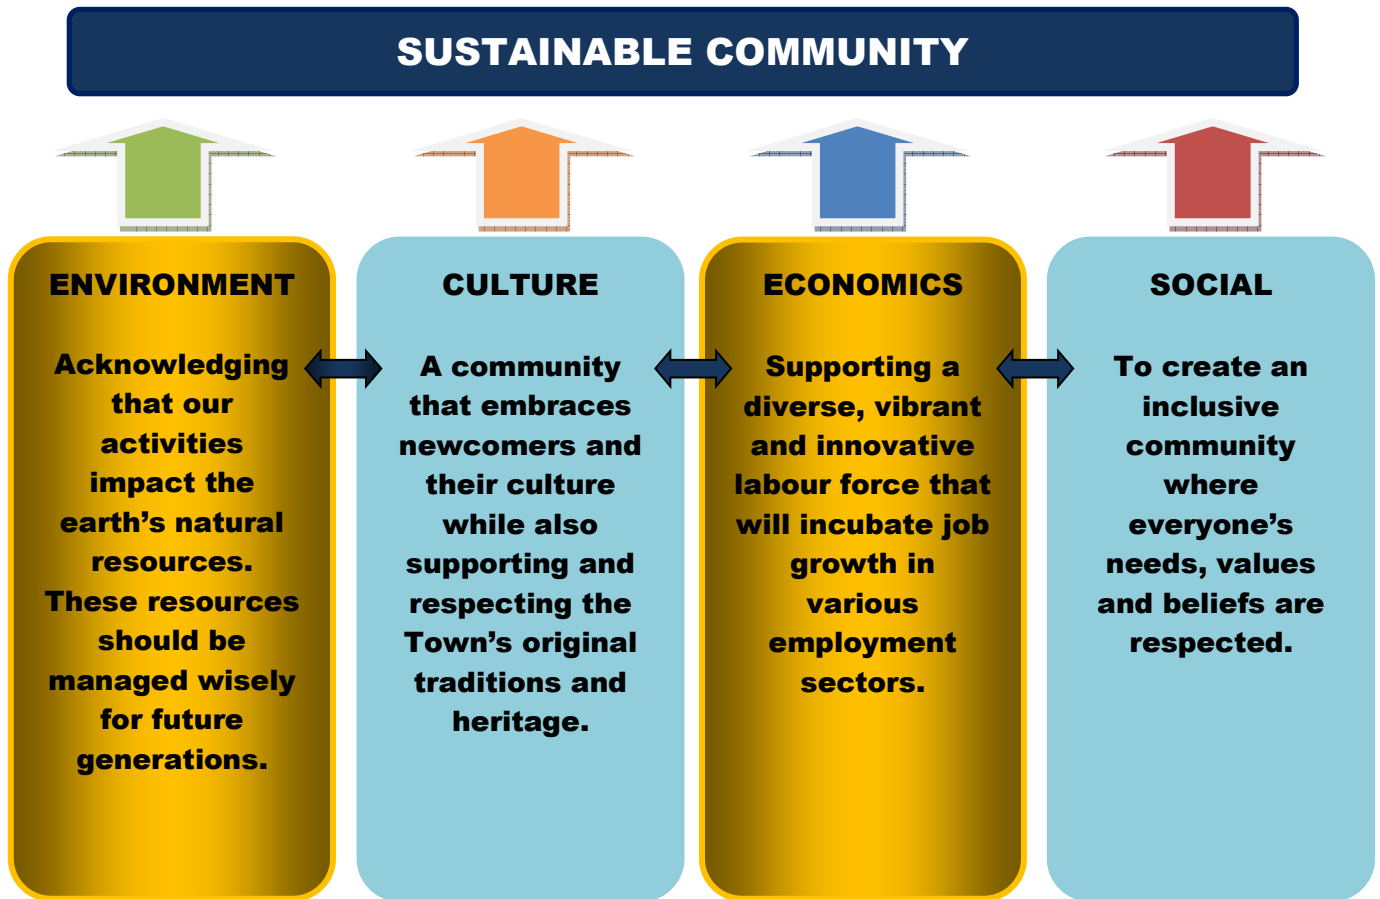 SUSTAINABLE COMMUNITY
ENVIRONMENT
Acknowledging
that our
activities
impact the
earth’s natural
resources.
These resources
should be
managed wisely
for future
generations.
CULTURE
A community
that embraces
newcomers and
their culture
while also
supporting and
respecting the
Town’s original
traditions and
heritage.
ECONOMICS
Supporting a
diverse, vibrant
and innovative
labour force that
will incubate job
growth in
various
employment
sectors.
SOCIAL
To create an
inclusive
community
where
everyone’s
needs, values
and beliefs are
respected.